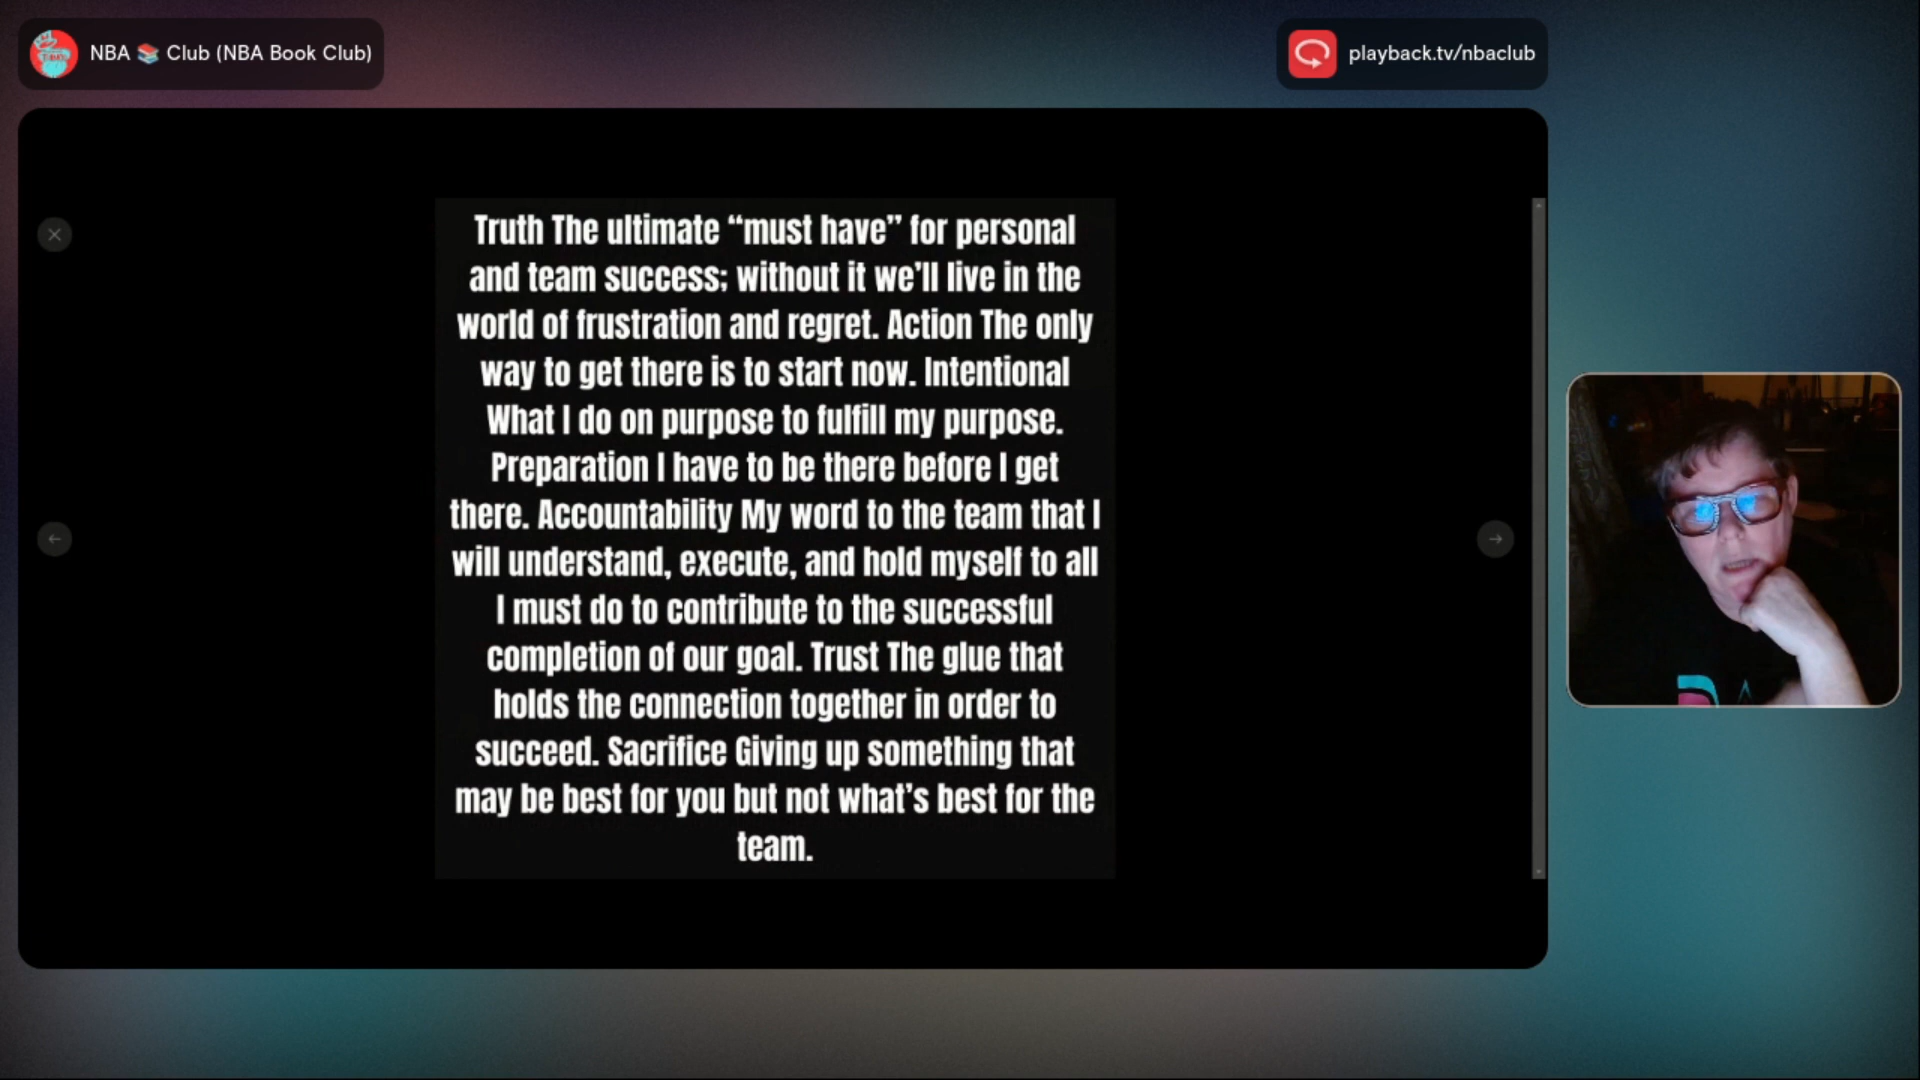 NBA 📚 Club (NBA Book Club)
playback.tv/nbaclub
Truth The ultimate “must have” for personal
and team success; without it we’ll live in the
world of frustration and regret. Action The only
way to get there is to start now. Intentional
What I do on purpose to fulfill my purpose.
Preparation I have to be there before I get
there. Accountability My word to the team that I
will understand, execute, and hold myself to all
I must do to contribute to the successful
completion of our goal. Trust The glue that
holds the connection together in order to
succeed. Sacrifice Giving up something that
may be best for you but not what’s best for the
team.